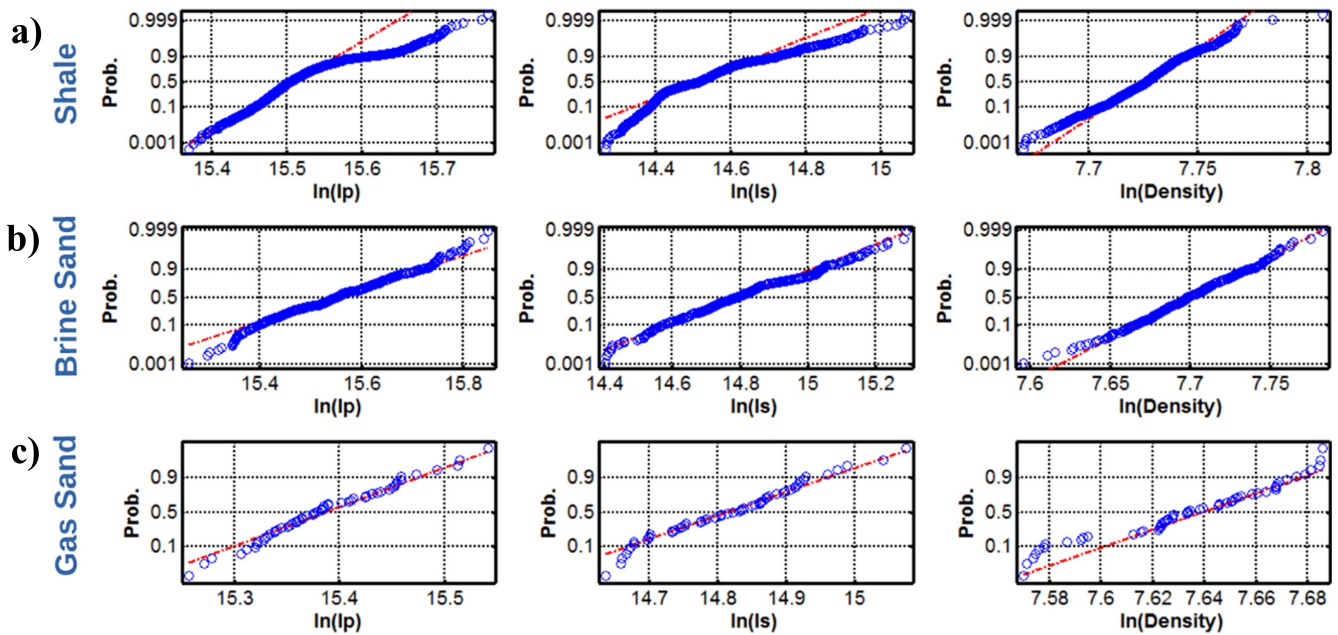 a)
Shale
Prob.
0.999
0.9
0.5
0.1
0.001
15.4 15.5 15.6 15.7
ln(Ip)
Prob.
0.999
0.9
0.5
0.1
0.001
14.4 14.6 14.8 15
ln(Is)
Prob.
0.999
0.9
0.5
0.1
0.001
7.7 7.75 7.8
ln(Density)
b)
Brine Sand
Prob.
0.999
0.9
0.5
0.1
0.001
15.4 15.6 15.8
ln(Ip)
Prob.
0.999
0.9
0.5
0.1
0.001
14.4 14.6 14.8 15 15.2
ln(Is)
Prob.
0.999
0.9
0.5
0.1
0.001
7.6 7.65 7.7 7.75
ln(Density)
c)
Gas Sand
Prob.
0.9
0.5
0.1
15.3 15.4 15.5
ln(Ip)
Prob.
0.9
0.5
0.1
14.7 14.8 14.9 15
ln(Is)
Prob.
0.9
0.5
0.1
7.58 7.6 7.62 7.64 7.66 7.68
ln(Density)